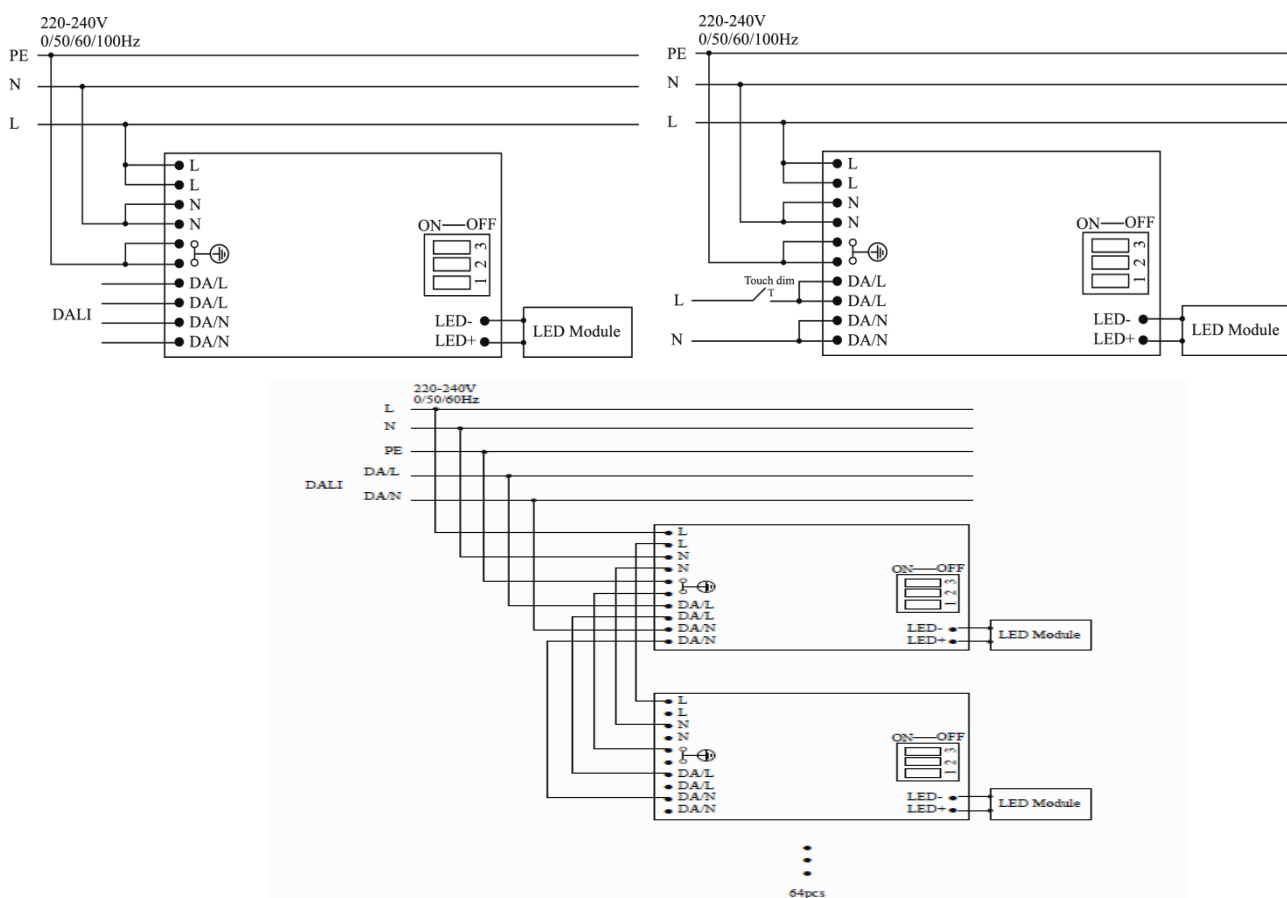 220-240V
0/50/60/100Hz
PE
N
L
L
L
N
N
DA/L
DA/L
DALI
DA/N
DA/N
ON—OFF
3
2
1
LED-
LED+
LED Module
220-240V
0/50/60/100Hz
PE
N
L
L
L
N
N
Touch dim
T
L
DA/L
DA/L
N
DA/N
DA/N
ON—OFF
3
2
1
LED-
LED+
LED Module
220-240V
0/50/60Hz
L
N
PE
DALI
DA/L
DA/N
L
L
N
N
DA/L
DA/L
DA/N
DA/N
ON—OFF
3
2
1
LED-
LED+
LED Module
L
L
N
N
DA/L
DA/L
DA/N
DA/N
ON—OFF
3
2
1
LED-
LED+
LED Module
64pcs